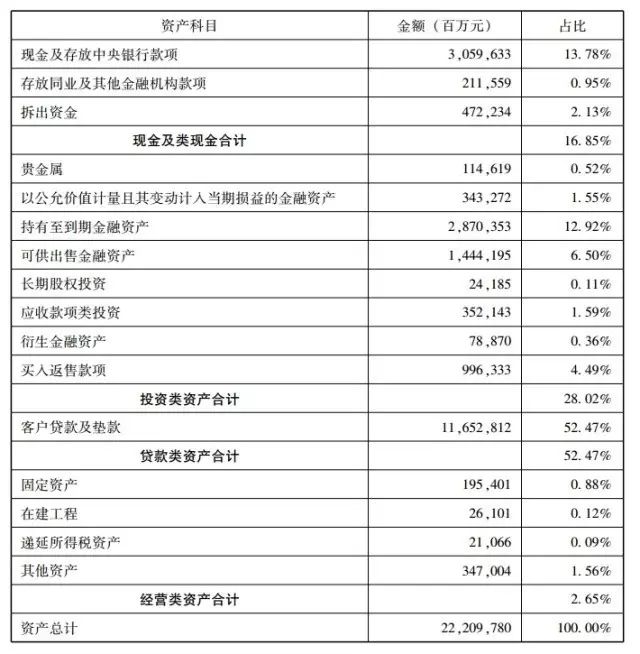 资产科目 金额（百万元） 占比
现金及存放中央银行款项 3,059,633 13.78%
存放同业及其他金融机构款项 211,559 0.95%
拆出资金 472,234 2.13%
现金及类现金合计 16.85%
贵金属 114,619 0.52%
以公允价值计量且其变动计入当期损益的金融资产 343,272 1.55%
持有至到期金融资产 2,870,353 12.92%
可供出售金融资产 1,444,195 6.50%
长期股权投资 24,185 0.11%
应收款项类投资 352,143 1.59%
衍生金融资产 78,870 0.36%
买入返售款项 996,333 4.49%
投资类资产合计 28.02%
客户贷款及垫款 11,652,812 52.47%
贷款类资产合计 52.47%
固定资产 195,401 0.88%
在建工程 26,101 0.12%
递延所得税资产 21,066 0.09%
其他资产 347,004 1.56%
经营类资产合计 2.65%
资产总计 22,209,780 100.00%